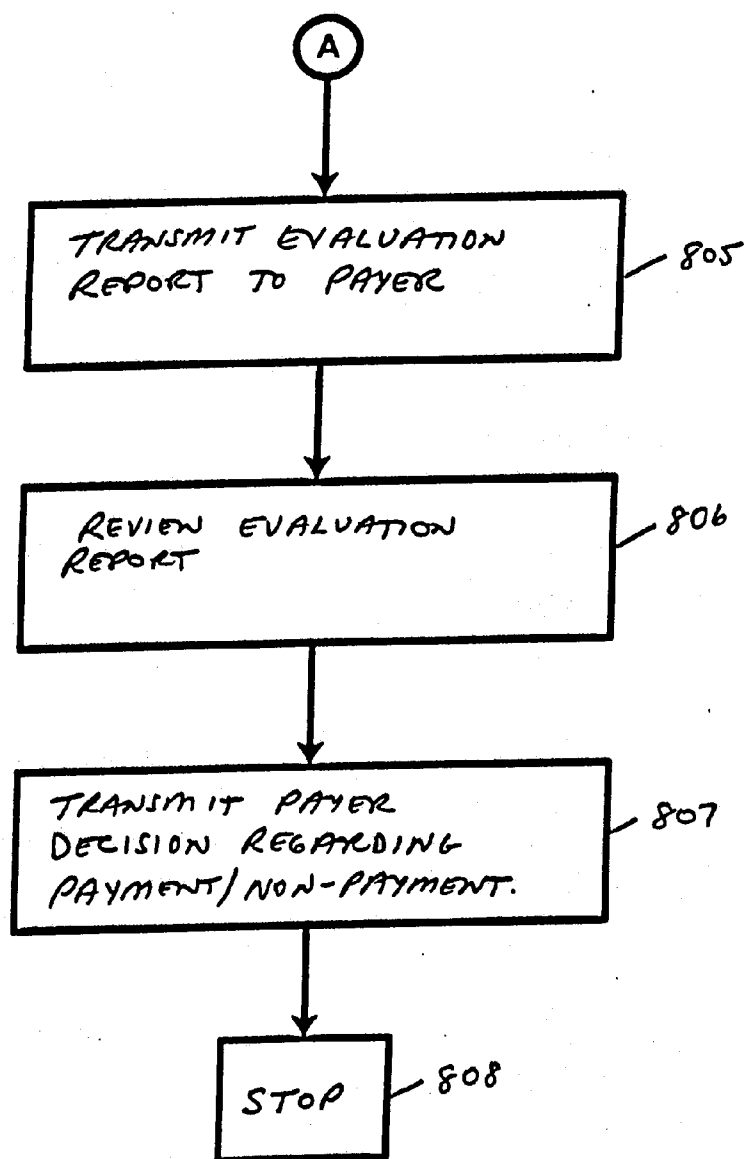 A
TRANSMIT EVALUATION
REPORT TO PAYER
805
REVIEW EVALUATION
REPORT
806
TRANSMIT PAYER
DECISION REGARDING
PAYMENT/NON-PAYMENT.
807
STOP
808